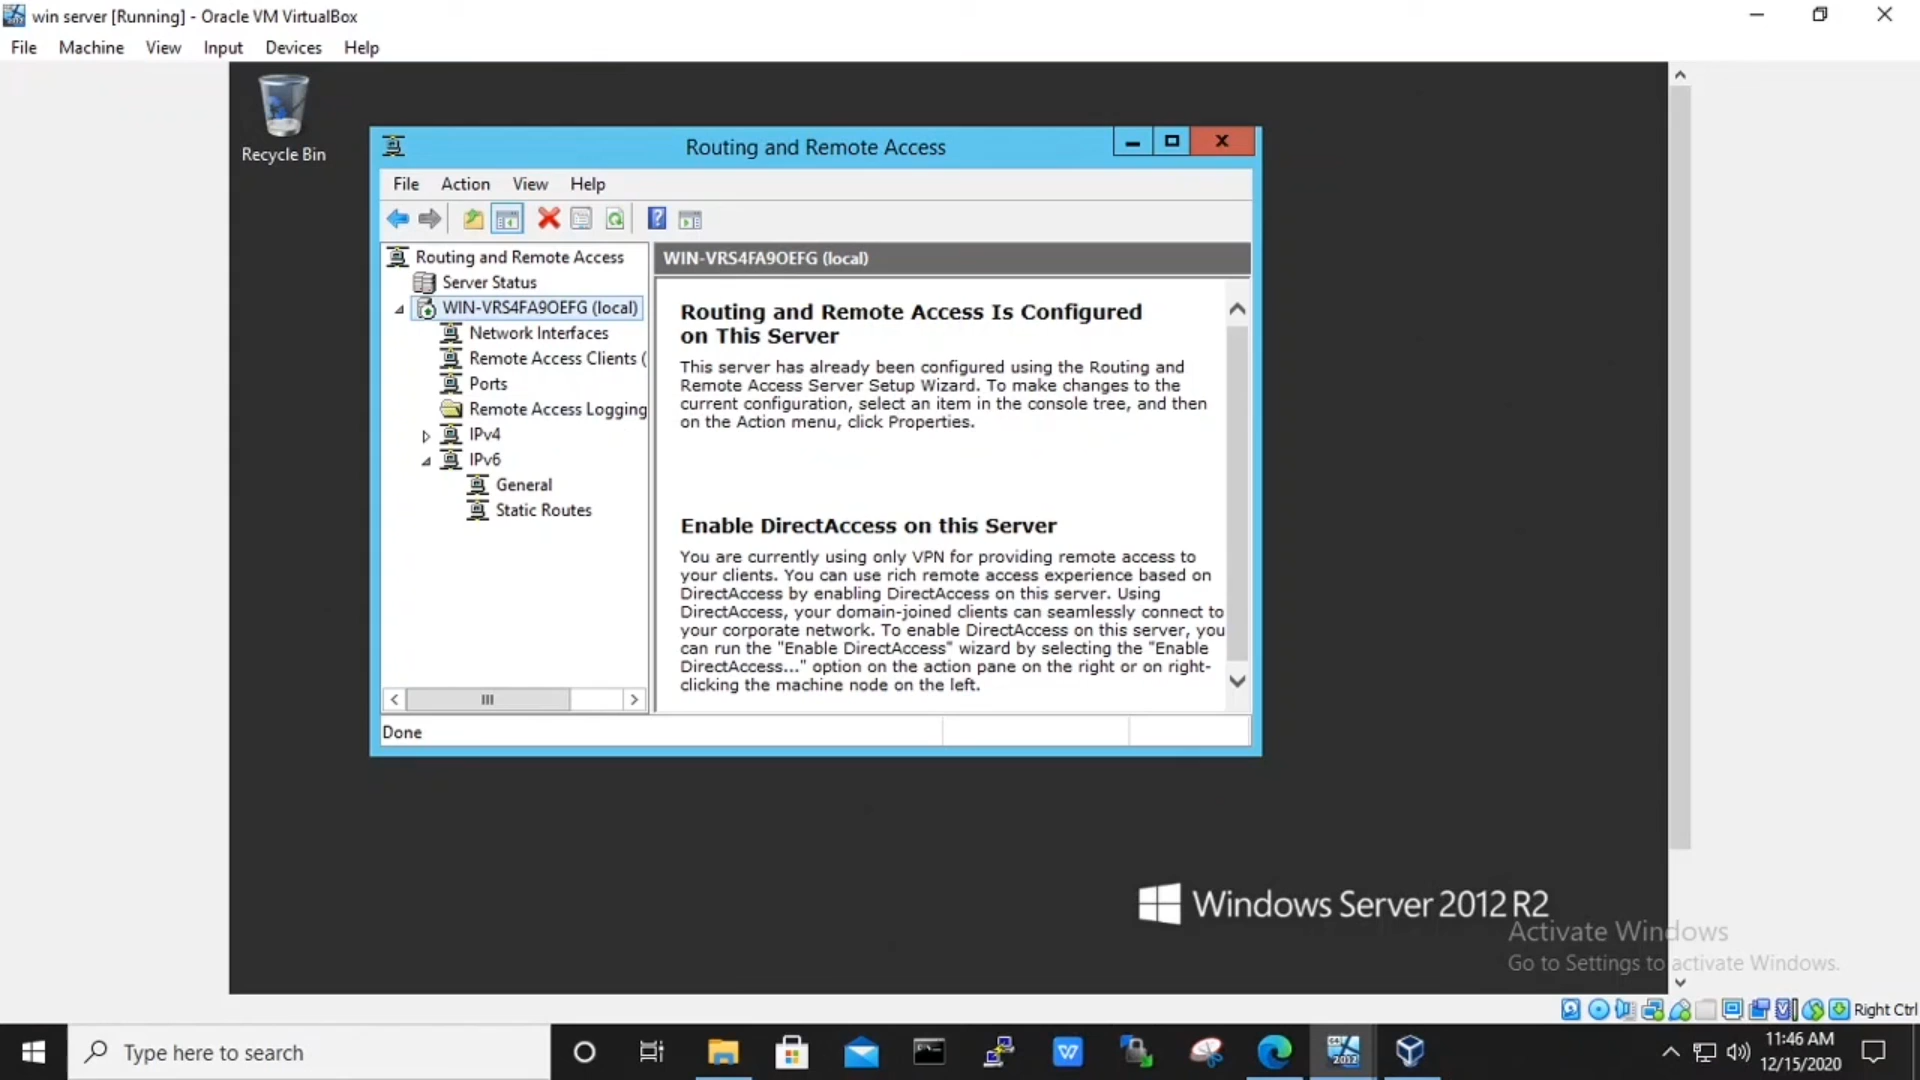 win server [Running] - Oracle VM VirtualBox
File Machine View Input Devices Help
Recycle Bin
Routing and Remote Access
File Action View Help
Routing and Remote Access
Server Status
WIN-VRS4FA9OEFG (local)
Network Interfaces
Remote Access Clients (
Ports
Remote Access Logging
IPv4
IPv6
General
Static Routes
WIN-VRS4FA9OEFG (local)
Routing and Remote Access Is Configured
on This Server
This server has already been configured using the Routing and
Remote Access Server Setup Wizard. To make changes to the
current configuration, select an item in the console tree, and then
on the Action menu, click Properties.
Enable DirectAccess on this Server
You are currently using only VPN for providing remote access to
your clients. You can use rich remote access experience based on
DirectAccess by enabling DirectAccess on this server. Using
DirectAccess, your domain-joined clients can seamlessly connect to
your corporate network. To enable DirectAccess on this server, you
can run the "Enable DirectAccess" wizard by selecting the "Enable
DirectAccess..." option on the action pane on the right or on right-
clicking the machine node on the left.
Done
Windows Server 2012 R2
Activate Windows
Go to Settings to activate Windows.
Right Ctrl
Type here to search
2012
11:46 AM
12/15/2020